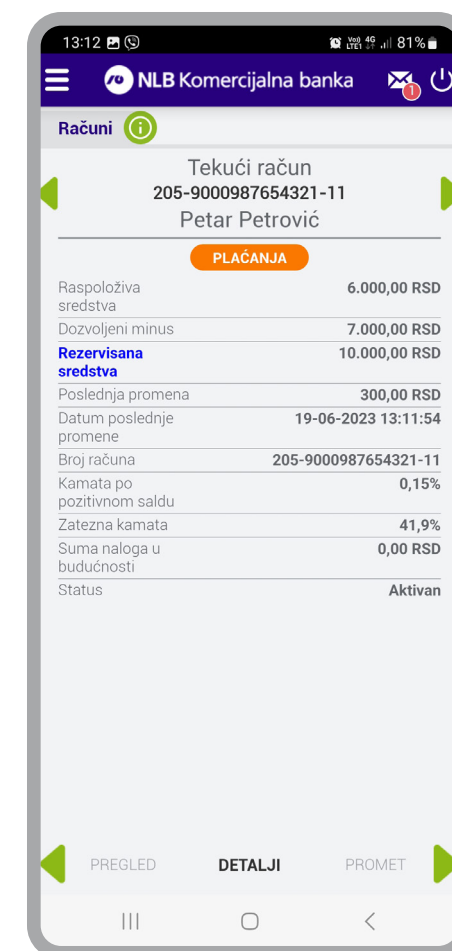 13:12 Vo)) LTE1 4G 81%
NLB Komercijalna banka 1
Računi i
Tekući račun
205-9000987654321-11
Petar Petrović
PLAĆANJA
Raspoloživa 6.000,00 RSD
sredstva
Dozvoljeni minus 7.000,00 RSD
Rezervisana 10.000,00 RSD
sredstva
Poslednja promena 300,00 RSD
Datum poslednje 19-06-2023 13:11:54
promene
Broj računa 205-9000987654321-11
Kamata po 0,15%
pozitivnom saldu
Zatezna kamata 41,9%
Suma naloga u 0,00 RSD
budućnosti
Status Aktivan
PREGLED DETALJI PROMET